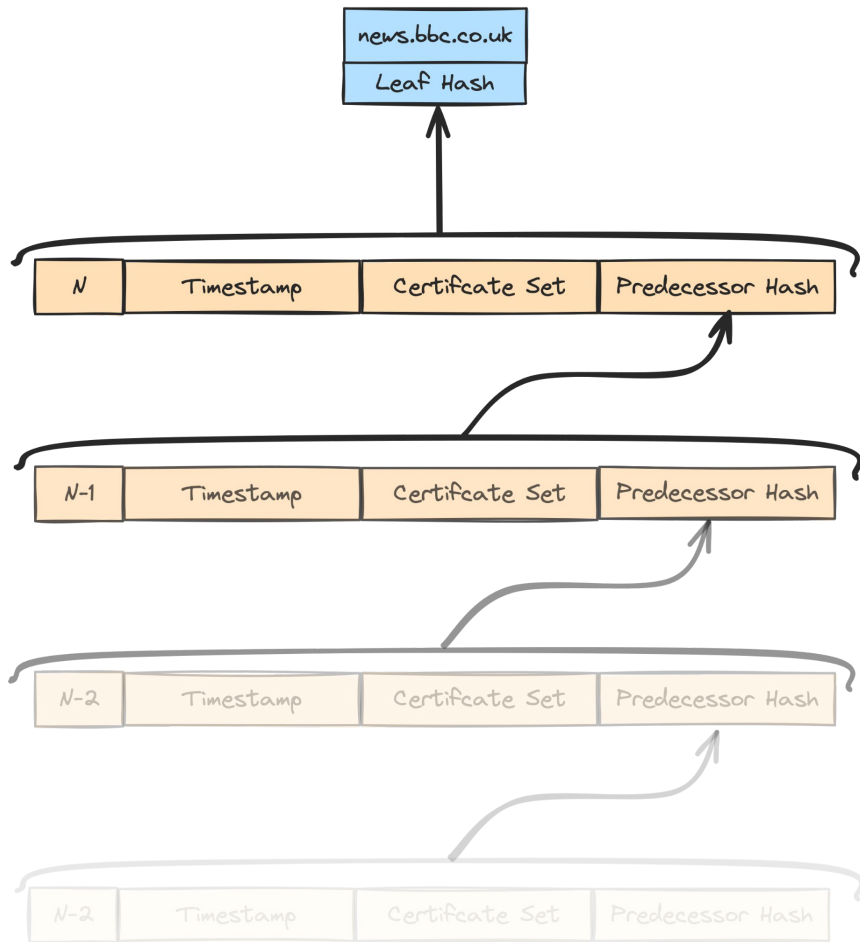 news.bbc.co.uk
Leaf Hash
N Timestamp Certifcate Set Predecessor Hash
N-1 Timestamp Certifcate Set Predecessor Hash
N-2 Timestamp Certifcate Set Predecessor Hash
N-2 Timestamp Certifcate Set Predecessor Hash